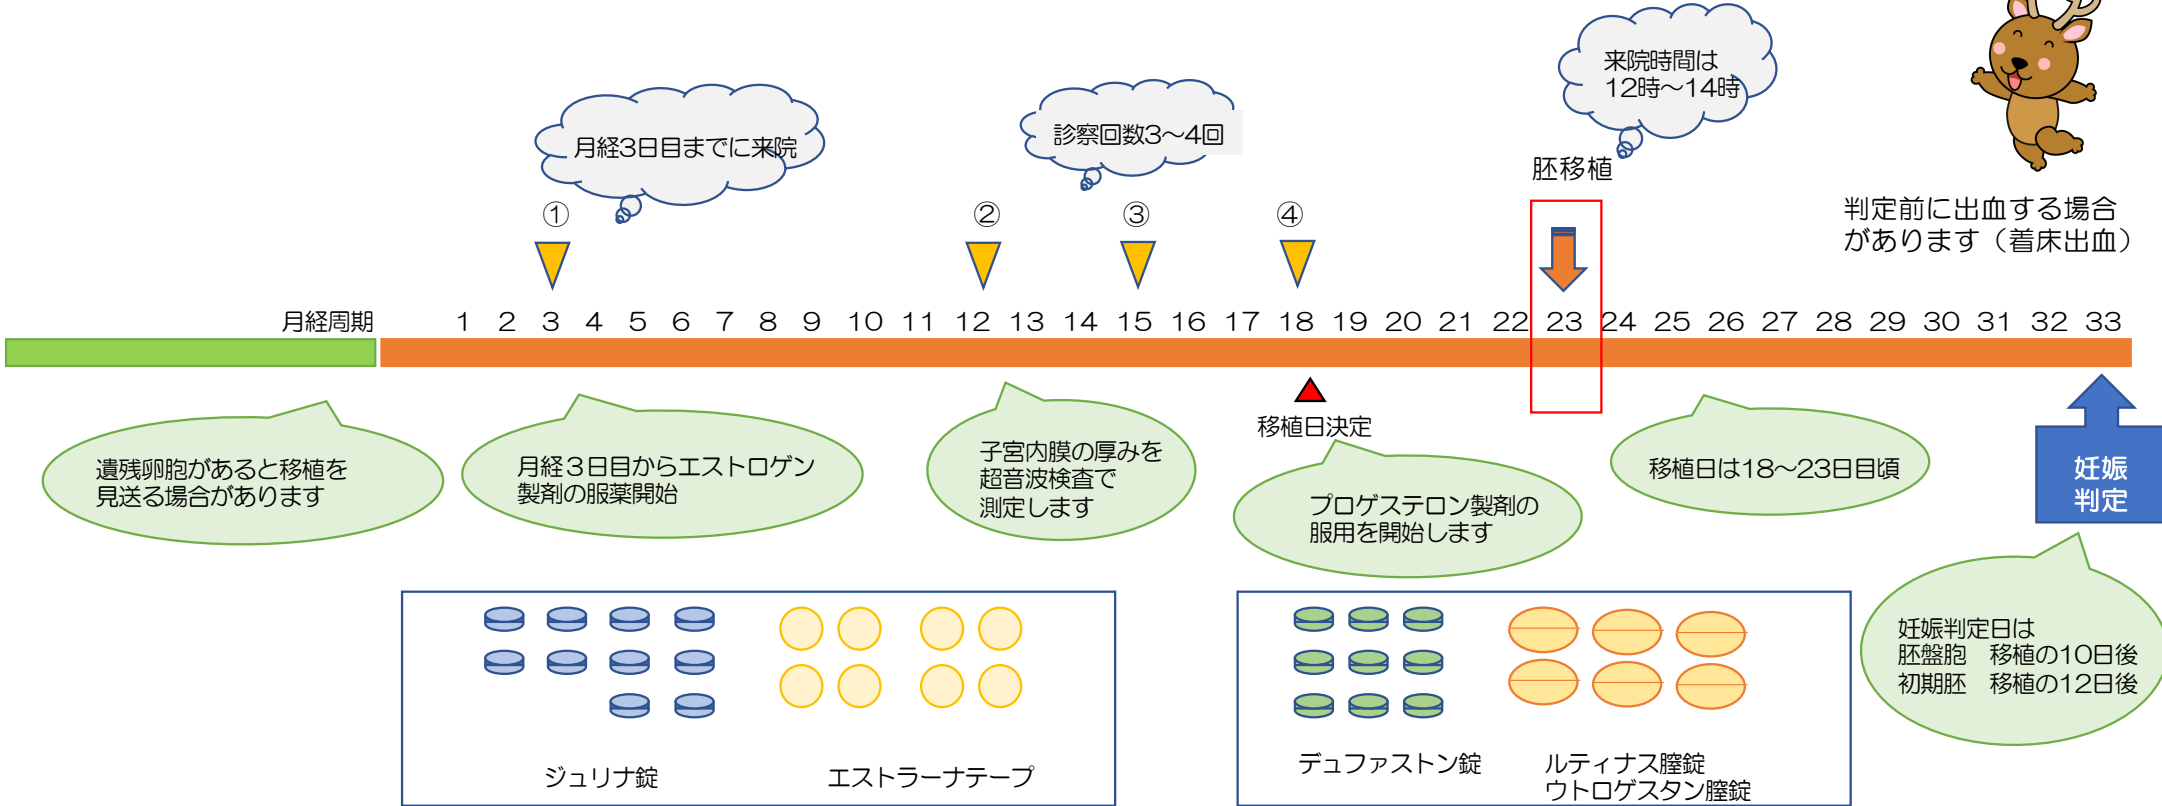 来院時間は
12時～14時
月経3日目までに来院
診察回数3～4回
胚移植
①
②
③
④
判定前に出血する場合
があります（着床出血）
月経周期
1 2 3 4 5 6 7 8 9 10 11 12 13 14 15 16 17 18 19 20 21 22 23 24 25 26 27 28 29 30 31 32 33
移植日決定
遺残卵胞があると移植を
見送る場合があります
月経３日目からエストロゲン
製剤の服薬開始
子宮内膜の厚みを
超音波検査で
測定します
プロゲステロン製剤の
服用を開始します
移植日は18～23日目頃
妊娠
判定
妊娠判定日は
胚盤胞　移植の10日後
初期胚　移植の12日後
ジュリナ錠
エストラーナテープ
デュファストン錠
ルティナス膣錠
ウトロゲスタン膣錠